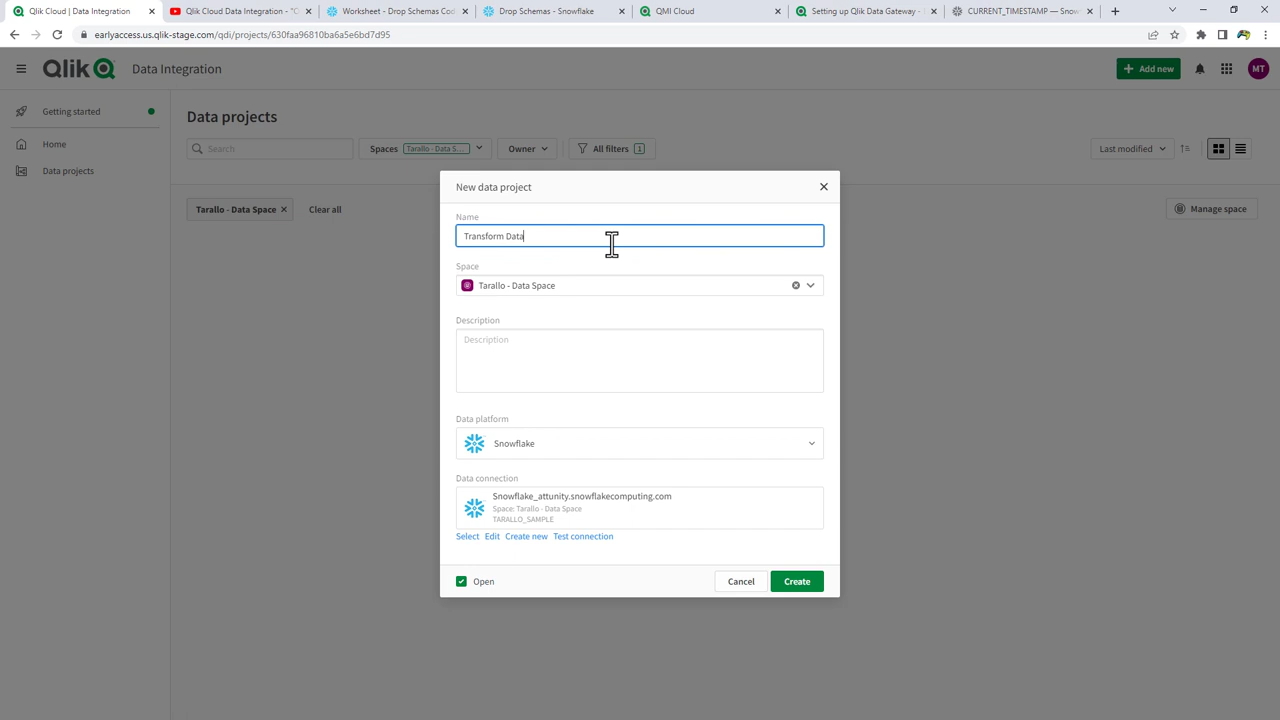 Qlik Cloud | Data Integration
Qlik Cloud Data Integration - "C
Worksheet - Drop Schemas Cod
Drop Schemas - Snowflake
QMI Cloud
Setting up Qlik Data Gateway -
CURRENT_TIMESTAMP — Snow
earlyaccess.us.qlik-stage.com/qdi/projects/630faa96810ba6a5e6bd7d95
Qlik
Data Integration
Add new
MT
Getting started
Home
Data projects
Data projects
Search
Spaces
Tarallo - Data S...
Owner
All filters
1
Last modified
Tarallo - Data Space
Clear all
Manage space
New data project
Name
Transform Data
Space
Tarallo - Data Space
Description
Description
Data platform
Snowflake
Data connection
Snowflake_attunity.snowflakecomputing.com
Space: Tarallo - Data Space
TARALLO_SAMPLE
Select Edit Create new Test connection
Open
Cancel
Create